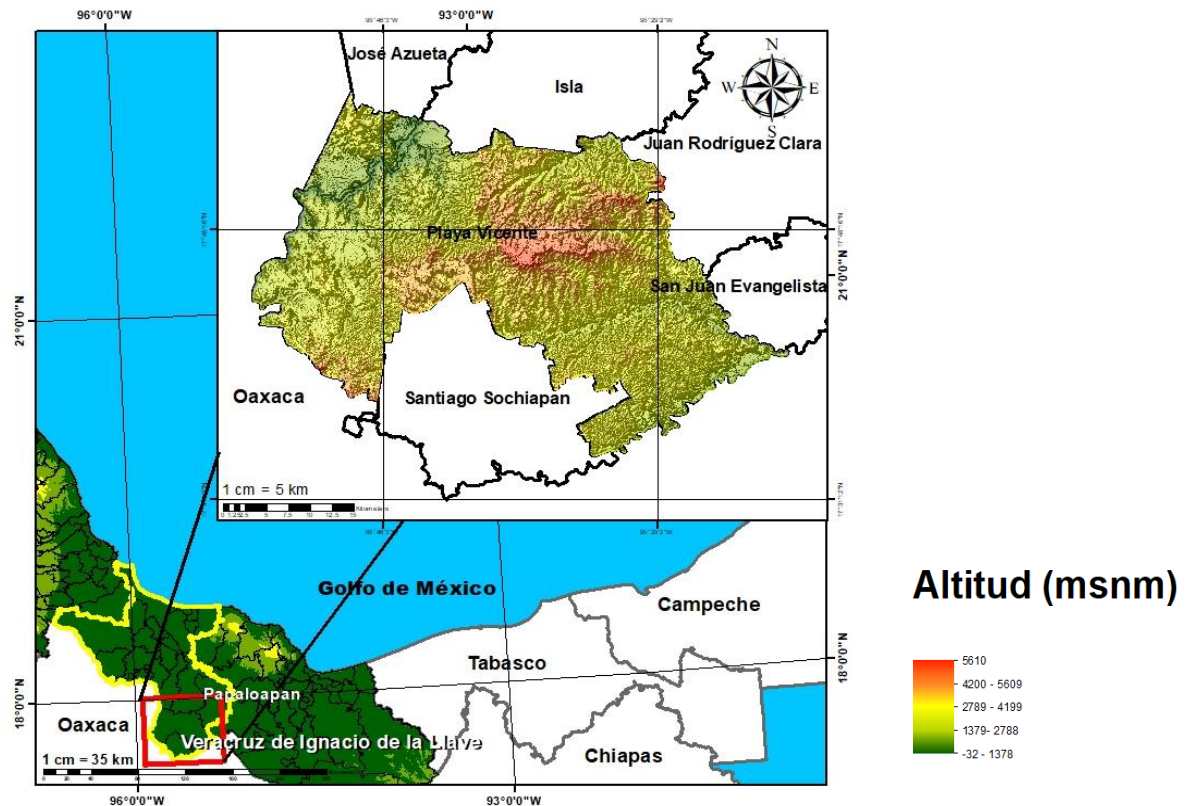 96°0'0"W
93°0'0"W
95°29'2"W
José Azueta
Isla
N
W
E
S
Juan Rodríguez Clara
Playa Vicente
San Juan Evangelista
21°0'0"N
21°0'0"N
Oaxaca
Santiago Sochiapan
1 cm = 5 km
Golfo de México
Campeche
Tabasco
18°0'0"N
18°0'0"N
Papaloapan
Oaxaca
Veracruz de Ignacio de la Llave
Chiapas
1 cm = 35 km
96°0'0"W
93°0'0"W
Altitud (msnm)
5610
4200 - 5609
2789 - 4199
1379- 2788
-32 - 1378